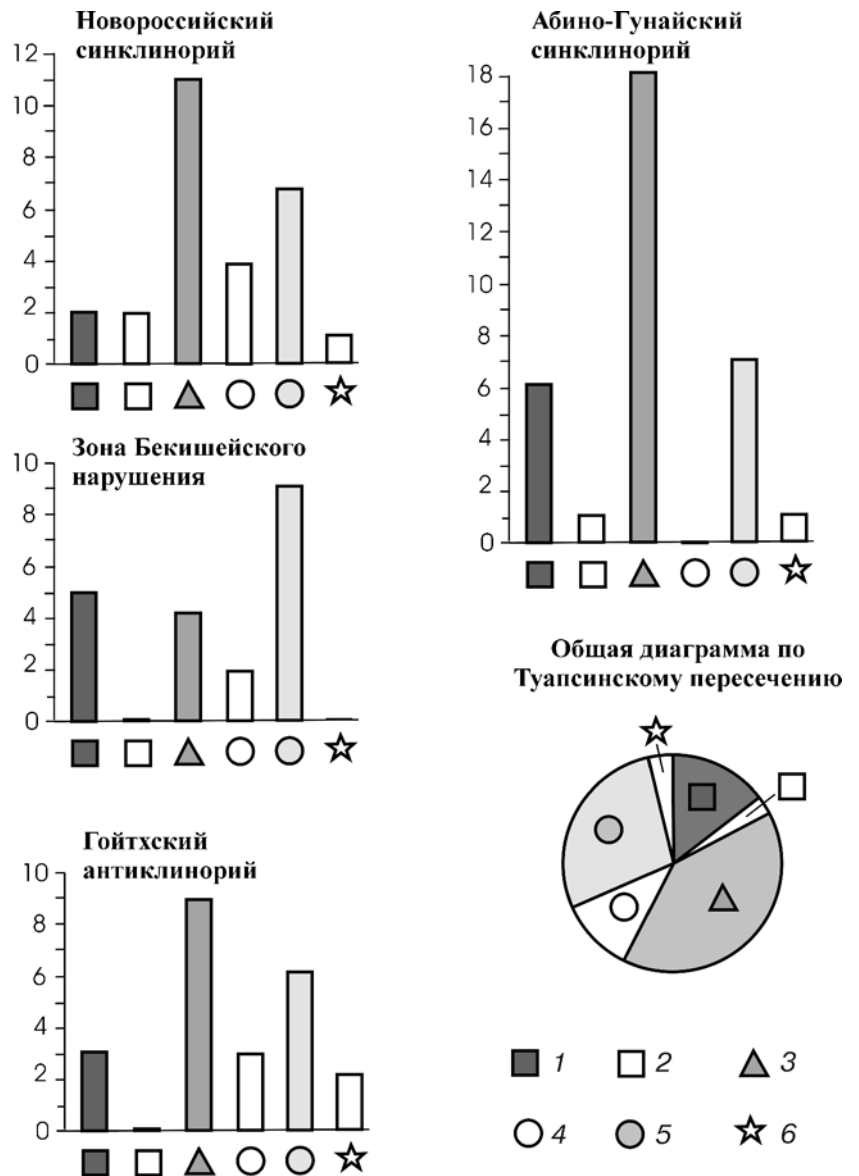 Новороссийский
синклинорий
12
10
8
6
4
2
0
Абино-Гунайский
синклинорий
18
16
14
12
10
8
6
4
2
0
Зона Бекишейского
нарушения
10
8
6
4
2
0
Общая диаграмма по
Туапсинскому пересечению
Гойтхский
антиклинорий
10
8
6
4
2
0
1 2 3
4 5 6